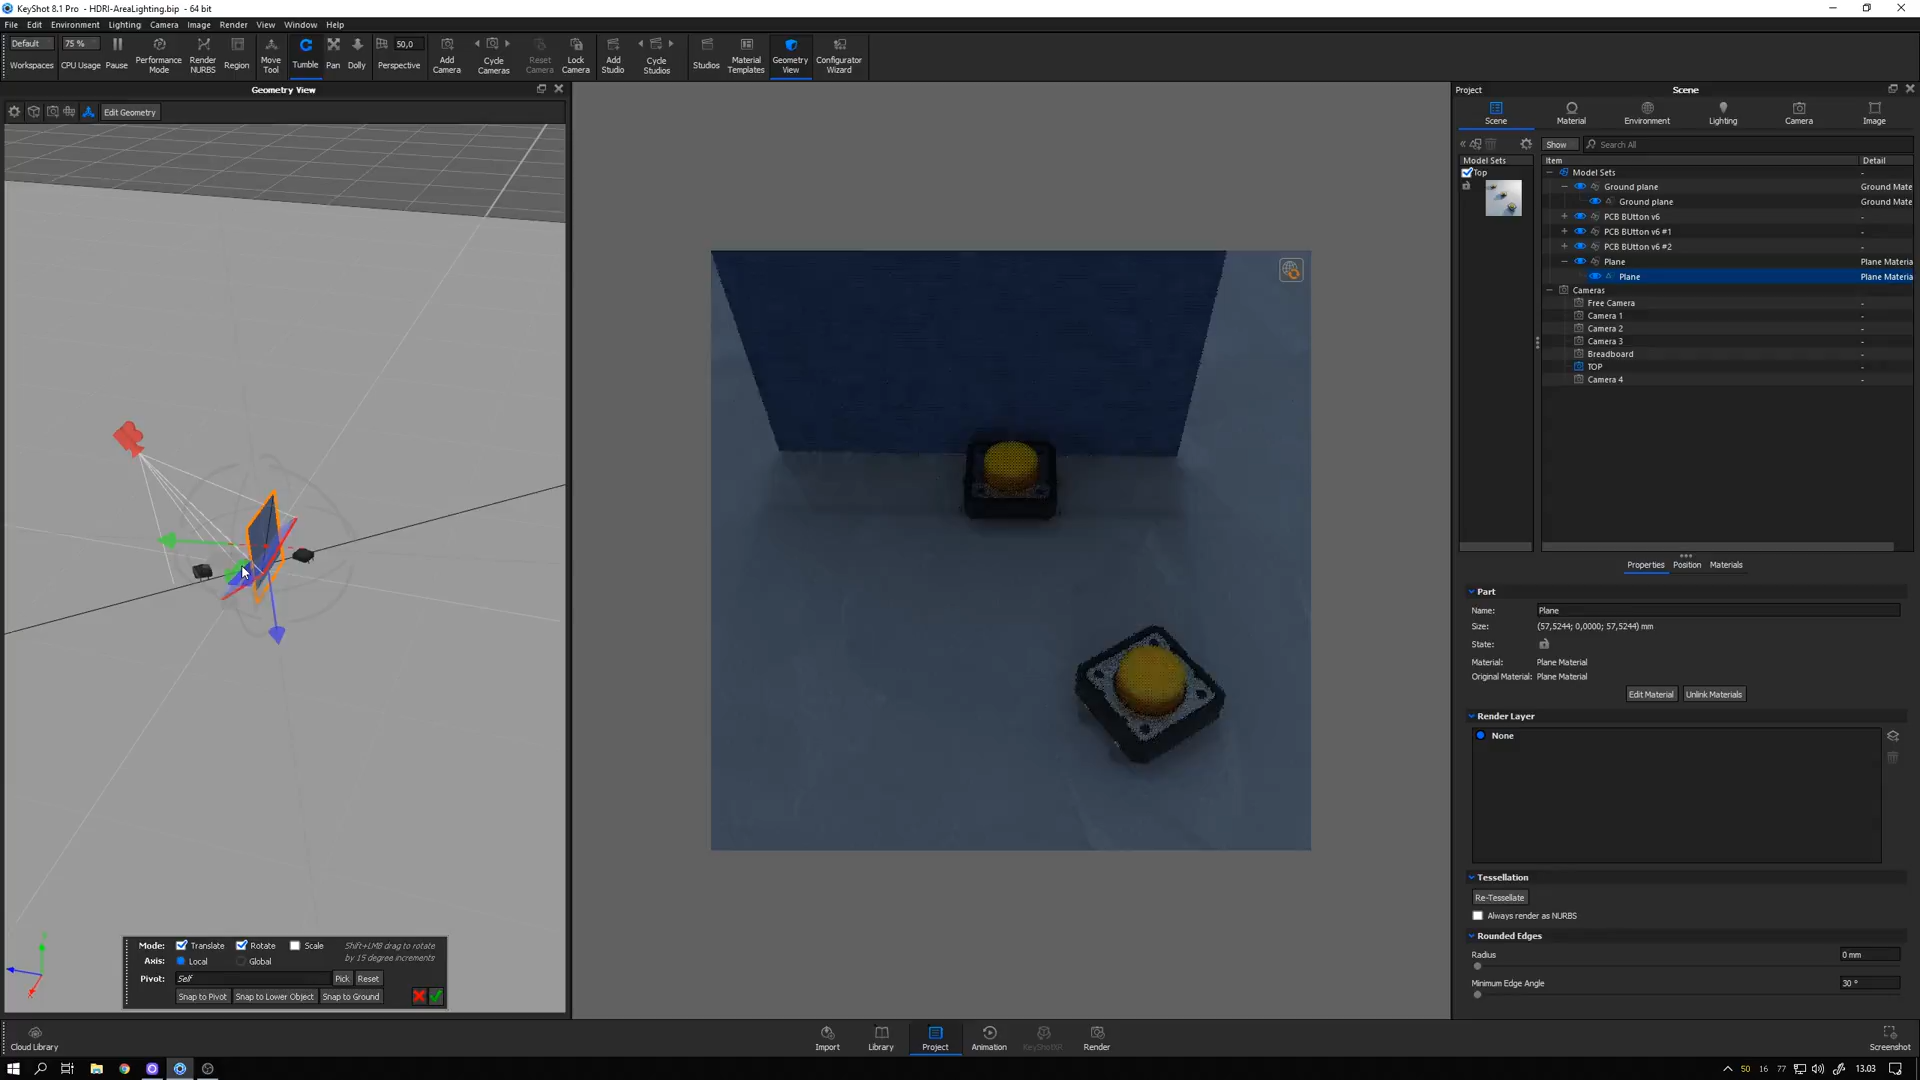 KeyShot 8.1 Pro - HDRI-AreaLighting.bip - 64 bit
File Edit Environment Lighting Camera Image Render View Window Help
Default 75 % 50,0
Workspaces CPU Usage Pause Performance Mode Render NURBS Region Move Tool Tumble Pan Dolly Perspective Add Camera Cycle Cameras Reset Camera Lock Camera Add Studio Cycle Studios Studios Material Templates Geometry View Configurator Wizard
Geometry View
Edit Geometry
Project Scene
Scene Material Environment Lighting Camera Image
Show Search All
Model Sets Item Detail
Top
Model Sets -
Ground plane Ground Mate
Ground plane Ground Mate
PCB BUtton v6 -
PCB BUtton v6 #1 -
PCB BUtton v6 #2 -
Plane Plane Materia
Plane Plane Materia
Cameras
Free Camera -
Camera 1 -
Camera 2 -
Camera 3 -
Breadboard -
TOP -
Camera 4 -
Properties Position Materials
Part
Name: Plane
Size: (57,5244; 0,0000; 57,5244) mm
State:
Material: Plane Material
Original Material: Plane Material
Edit Material Unlink Materials
Render Layer
None
Tessellation
Re-Tessellate
Always render as NURBS
Rounded Edges
Radius 0 mm
Minimum Edge Angle 30 °
Mode: Translate Rotate Scale Shift+LMB drag to rotate by 15 degree increments
Axis: Local Global
Pivot: Self Pick Reset
Snap to Pivot Snap to Lower Object Snap to Ground
Cloud Library Import Library Project Animation KeyShotXR Render Screenshot
50 16 77 13.03